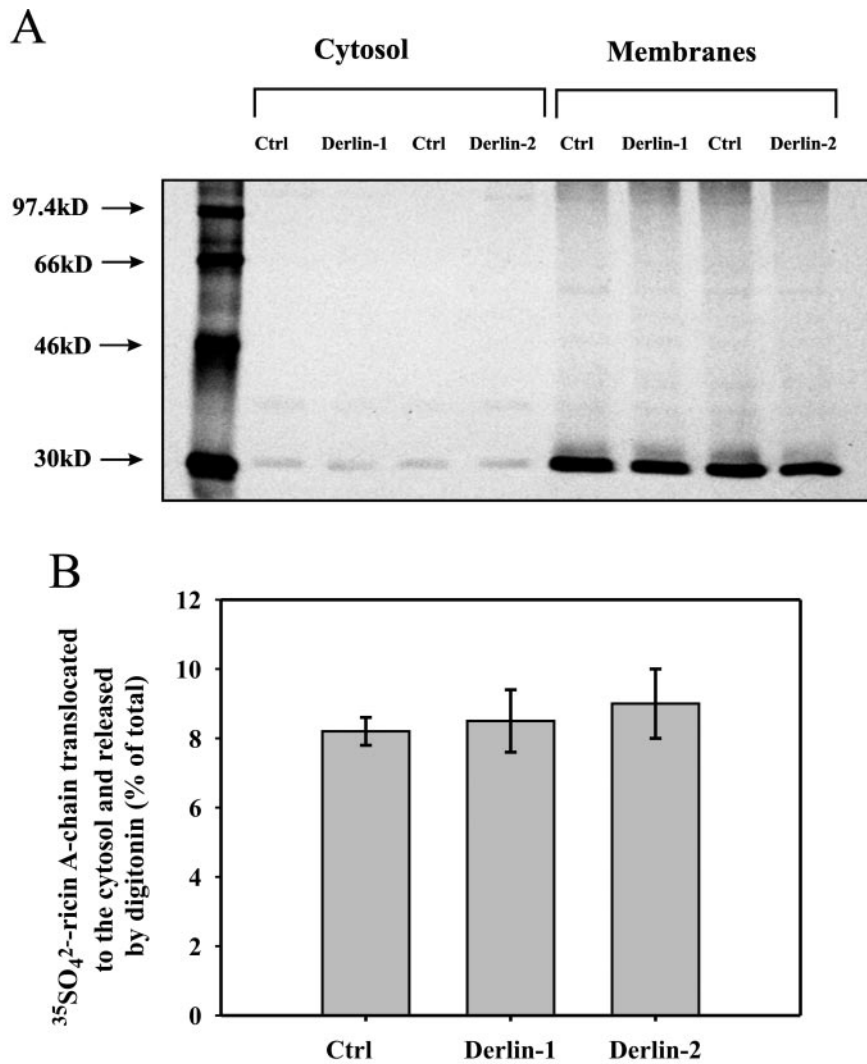 A
Cytosol Membranes
Ctrl Derlin-1 Ctrl Derlin-2 Ctrl Derlin-1 Ctrl Derlin-2
97.4kD
66kD
46kD
30kD
B
³⁵SO₄²--ricin A-chain translocated
to the cytosol and released
by digitonin (% of total)
12
10
8
6
4
2
0
Ctrl Derlin-1 Derlin-2